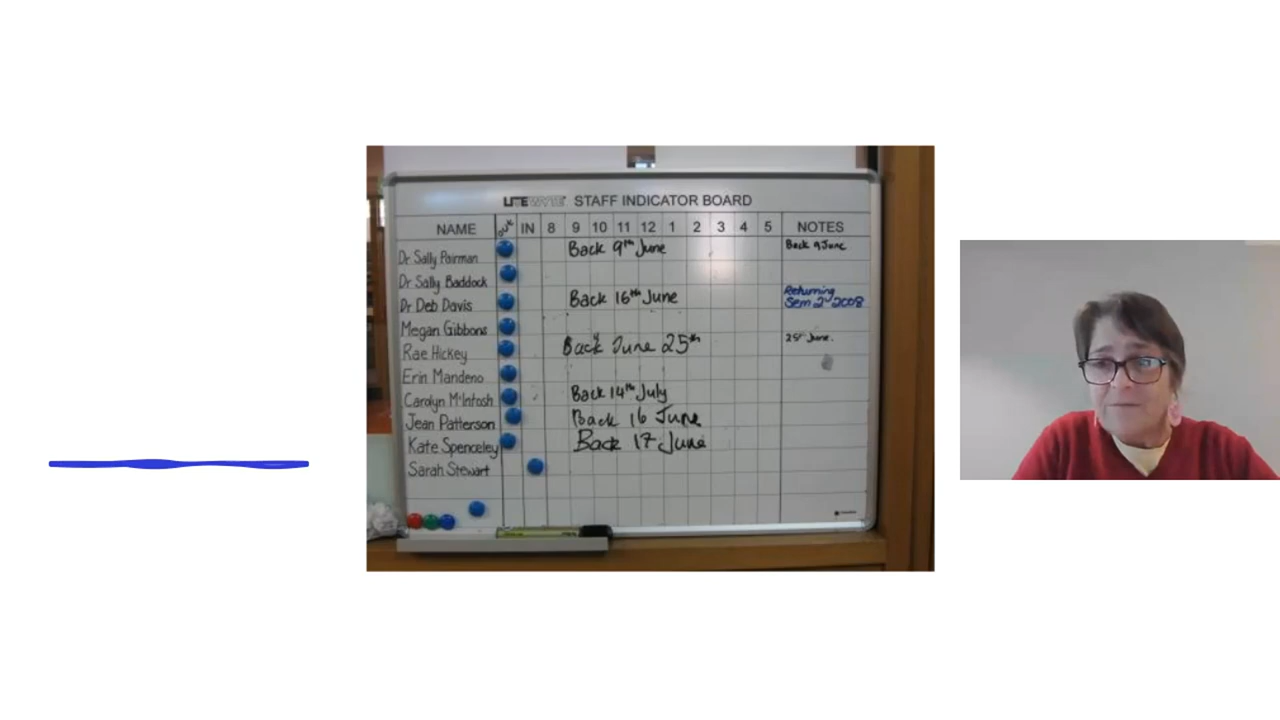 LITEWYTE STAFF INDICATOR BOARD
NAME OUT IN 8 9 10 11 12 1 2 3 4 5 NOTES
Dr Sally Pairman Back 9th June Back 9 June
Dr Sally Baddock
Dr Deb Davis Back 16th June Returning Sem 2 2008
Megan Gibbons
Rae Hickey Back June 25th 25th June.
Erin Mandeno
Carolyn McIntosh Back 14th July
Jean Patterson Back 16 June
Kate Spenceley Back 17 June
Sarah Stewart